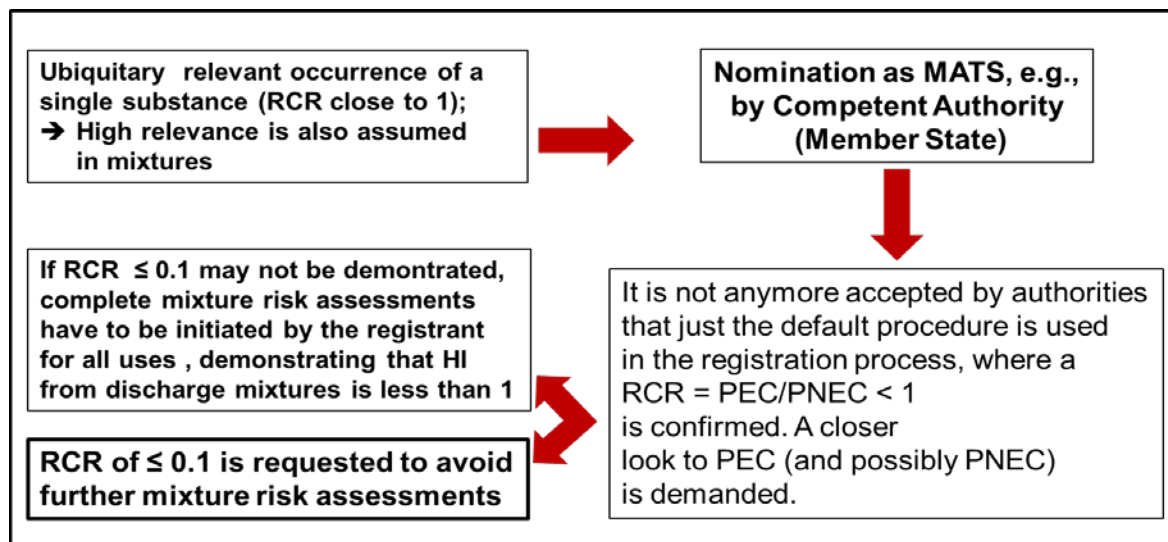 Ubiquitary relevant occurrence of a
single substance (RCR close to 1);
➔ High relevance is also assumed
in mixtures
Nomination as MATS, e.g.,
by Competent Authority
(Member State)
It is not anymore accepted by authorities
that just the default procedure is used
in the registration process, where a
RCR = PEC/PNEC < 1
is confirmed. A closer
look to PEC (and possibly PNEC)
is demanded.
If RCR ≤ 0.1 may not be demontrated,
complete mixture risk assessments
have to be initiated by the registrant
for all uses , demonstrating that HI
from discharge mixtures is less than 1
RCR of ≤ 0.1 is requested to avoid
further mixture risk assessments